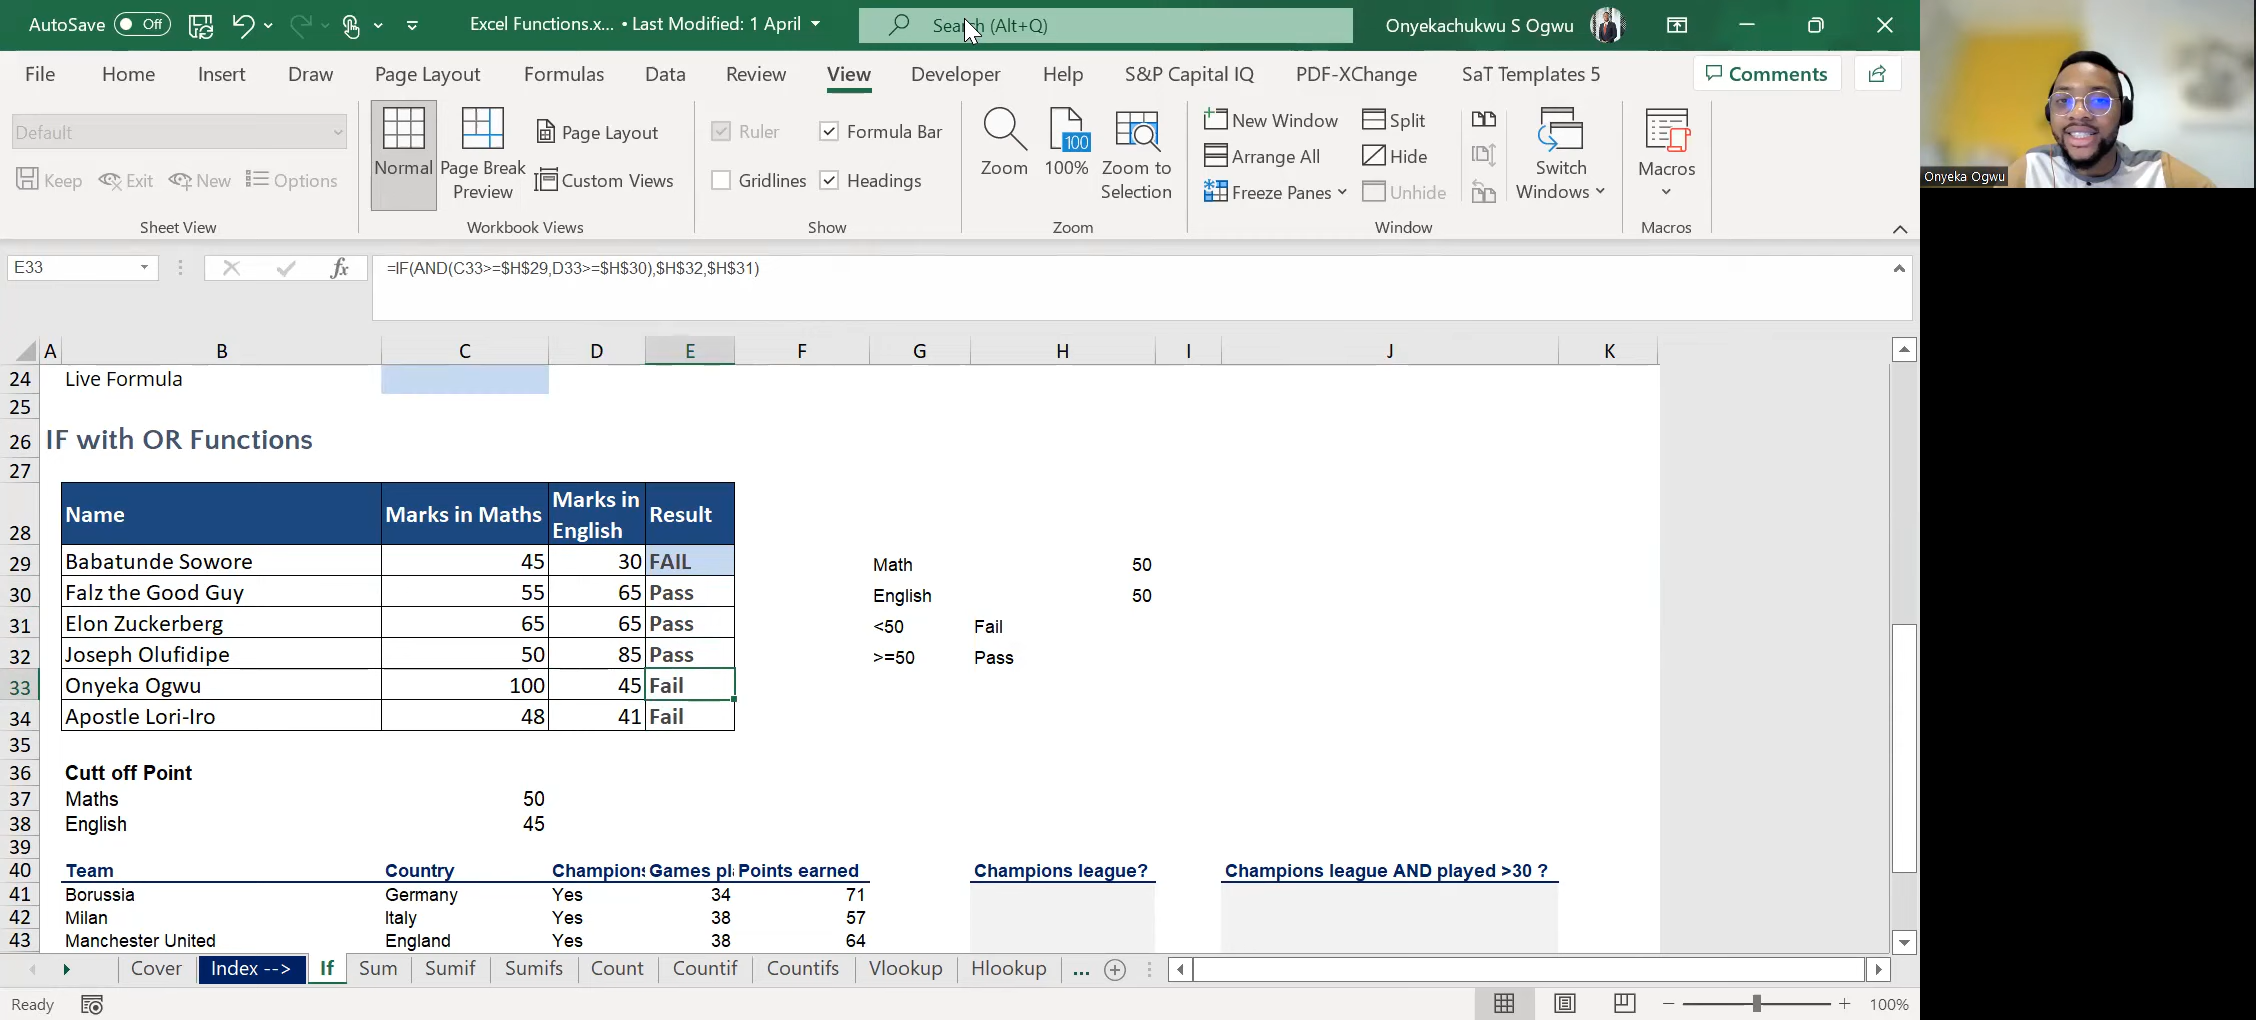 AutoSave Off Excel Functions.x... • Last Modified: 1 April Search (Alt+Q) Onyekachukwu S Ogwu
File Home Insert Draw Page Layout Formulas Data Review View Developer Help S&P Capital IQ PDF-XChange SaT Templates 5 Comments
Default
Keep Exit New Options
Sheet View
Normal
Page Break
Preview
Page Layout
Custom Views
Workbook Views
Ruler Formula Bar
Gridlines Headings
Show
Zoom
100
100%
Zoom to
Selection
Zoom
New Window
Arrange All
Freeze Panes
Split
Hide
Unhide
Switch
Windows
Window
Macros
Macros
Onyeka Ogwu
E33 fx =IF(AND(C33>=$H$29,D33>=$H$30),$H$32,$H$31)
A B C D E F G H I J K
24 Live Formula
25
26 IF with OR Functions
27
28 Name Marks in Maths Marks in English Result
29 Babatunde Sowore 45 30 FAIL Math 50
30 Falz the Good Guy 55 65 Pass English 50
31 Elon Zuckerberg 65 65 Pass <50 Fail
32 Joseph Olufidipe 50 85 Pass >=50 Pass
33 Onyeka Ogwu 100 45 Fail
34 Apostle Lori-Iro 48 41 Fail
35
36 Cutt off Point
37 Maths 50
38 English 45
39
40 Team Country Champions Games pl Points earned Champions league? Champions league AND played >30 ?
41 Borussia Germany Yes 34 71
42 Milan Italy Yes 38 57
43 Manchester United England Yes 38 64
Cover Index --> If Sum Sumif Sumifs Count Countif Countifs Vlookup Hlookup ...
Ready 100%